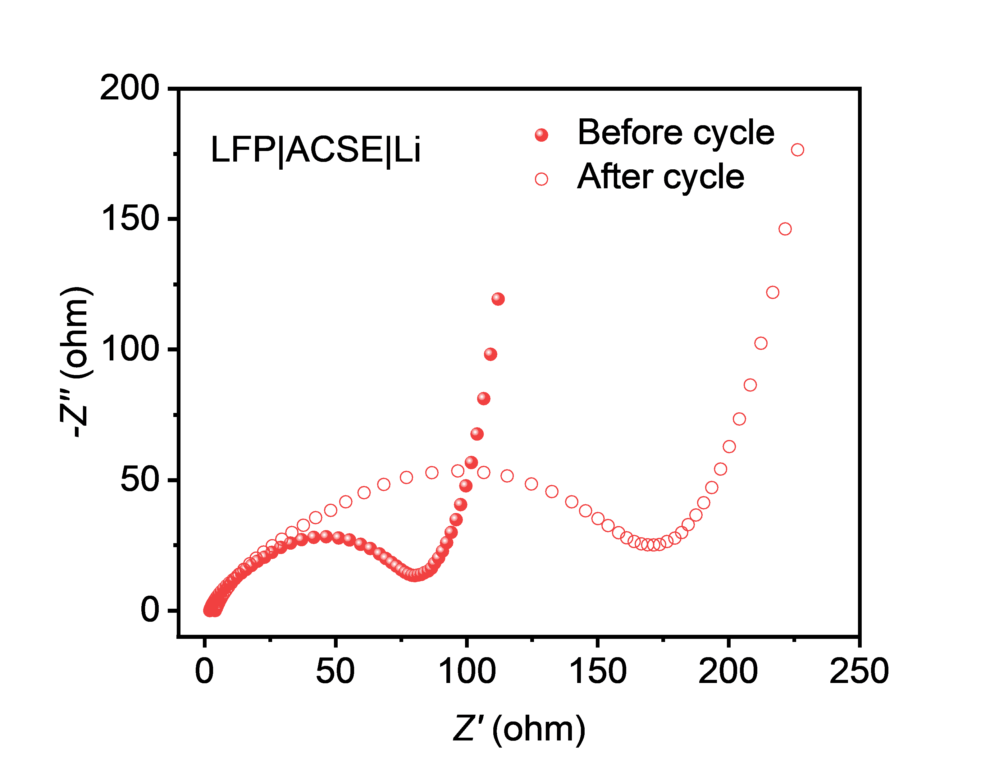 LFP|ACSE|Li
Before cycle
After cycle
200
150
100
50
0
-Z" (ohm)
0 50 100 150 200 250
Z' (ohm)